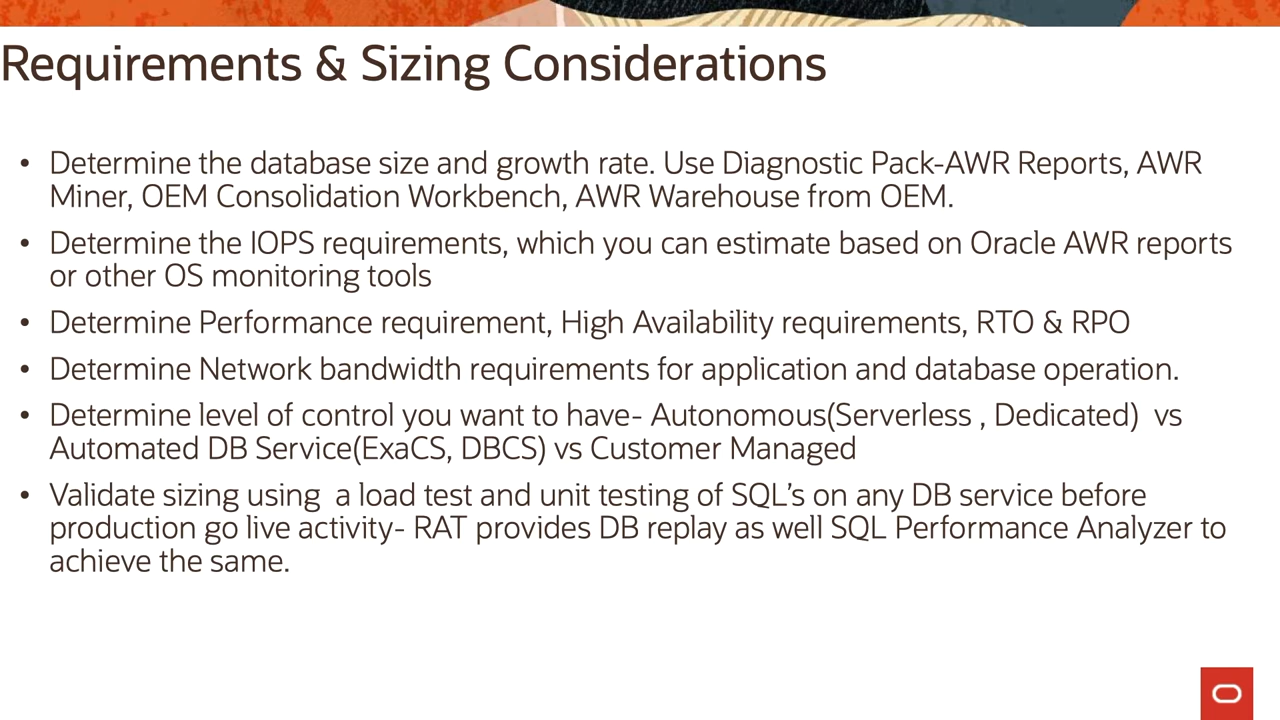 Requirements & Sizing Considerations
• Determine the database size and growth rate. Use Diagnostic Pack-AWR Reports, AWR
Miner, OEM Consolidation Workbench, AWR Warehouse from OEM.
• Determine the IOPS requirements, which you can estimate based on Oracle AWR reports
or other OS monitoring tools
• Determine Performance requirement, High Availability requirements, RTO & RPO
• Determine Network bandwidth requirements for application and database operation.
• Determine level of control you want to have- Autonomous(Serverless , Dedicated)  vs
Automated DB Service(ExaCS, DBCS) vs Customer Managed
• Validate sizing using  a load test and unit testing of SQL’s on any DB service before
production go live activity- RAT provides DB replay as well SQL Performance Analyzer to
achieve the same.